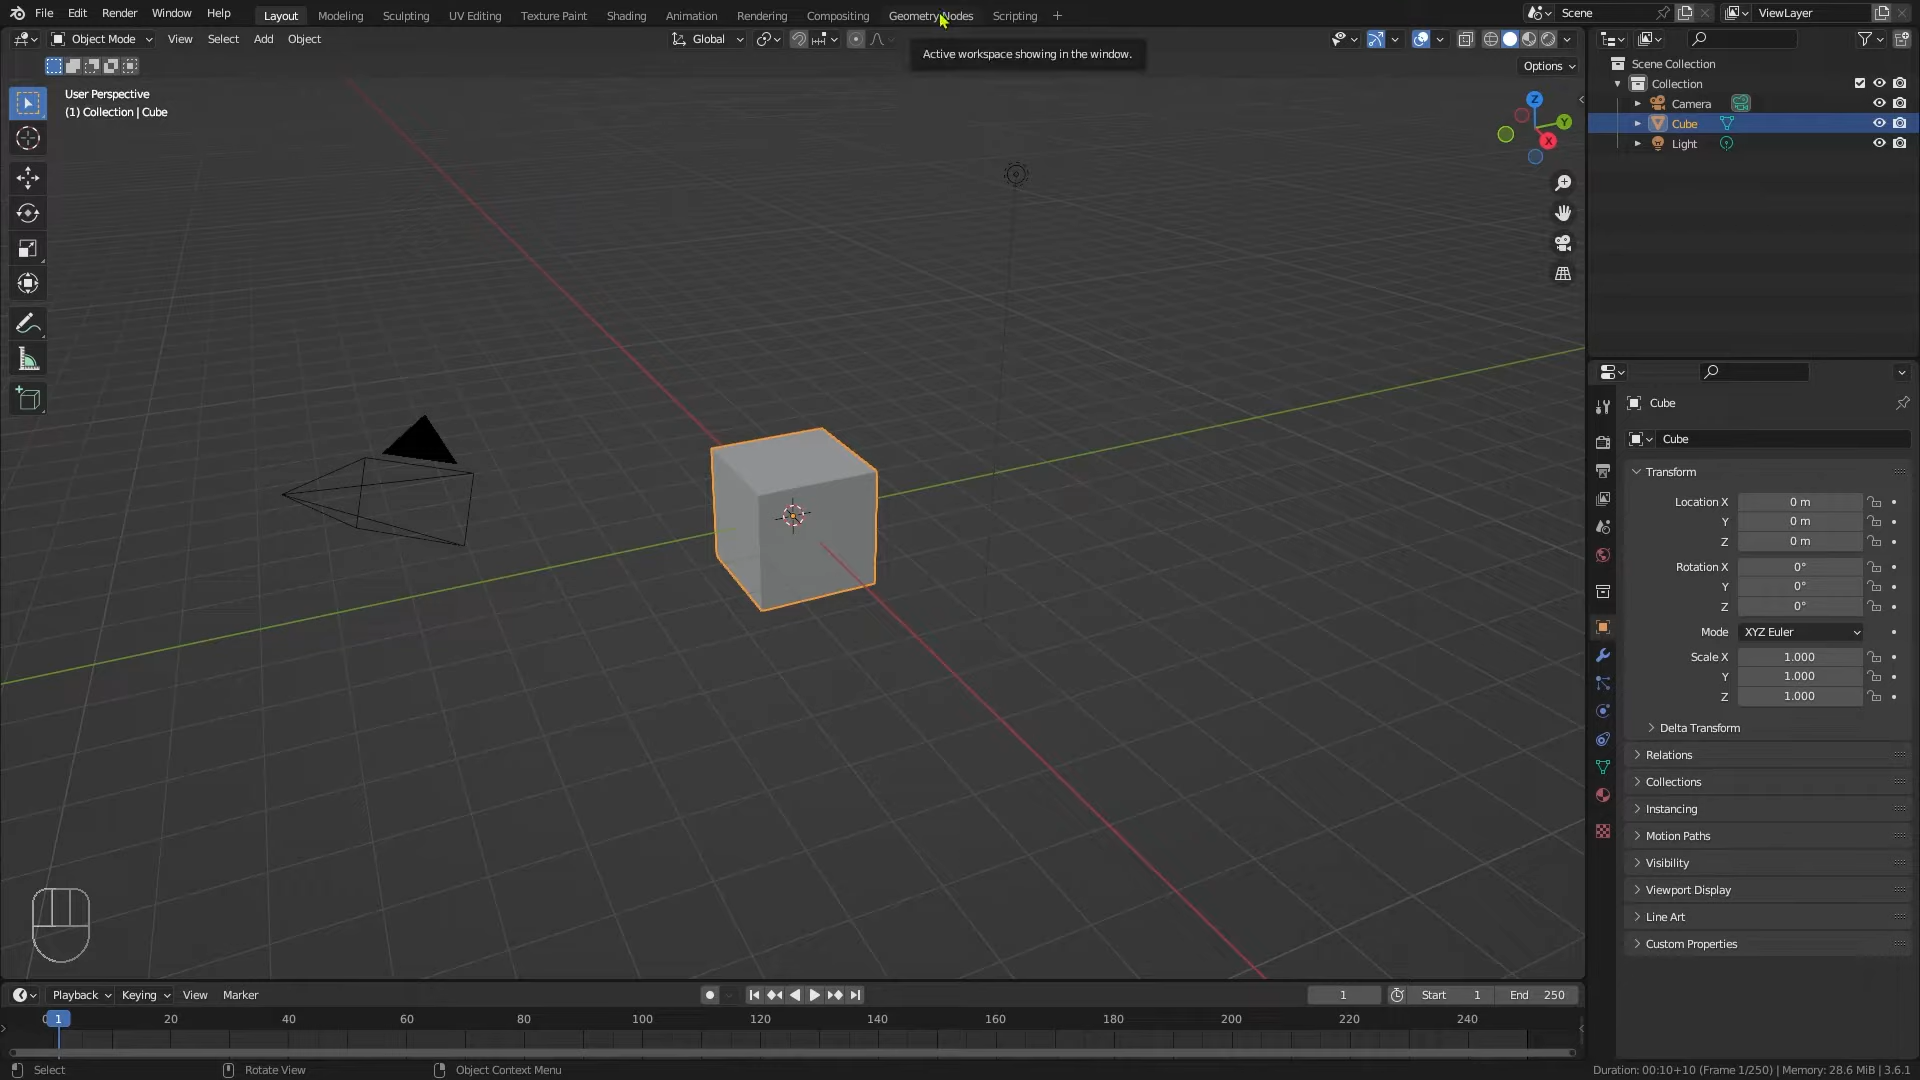 File Edit Render Window Help Layout Modeling Sculpting UV Editing Texture Paint Shading Animation Rendering Compositing Geometry Nodes Scripting + Scene ViewLayer
Object Mode View Select Add Object Global
Active workspace showing in the window.
Options
User Perspective
(1) Collection | Cube
Z
Y
X
Scene Collection
Collection
Camera
Cube
Light
Cube
Cube
Transform
Location X 0 m
Y 0 m
Z 0 m
Rotation X 0°
Y 0°
Z 0°
Mode XYZ Euler
Scale X 1.000
Y 1.000
Z 1.000
Delta Transform
Relations
Collections
Instancing
Motion Paths
Visibility
Viewport Display
Line Art
Custom Properties
Playback Keying View Marker 1 Start 1 End 250
1 20 40 60 80 100 120 140 160 180 200 220 240
Select Rotate View Object Context Menu Duration: 00:10+10 (Frame 1/250) | Memory: 28.6 MiB | 3.6.1